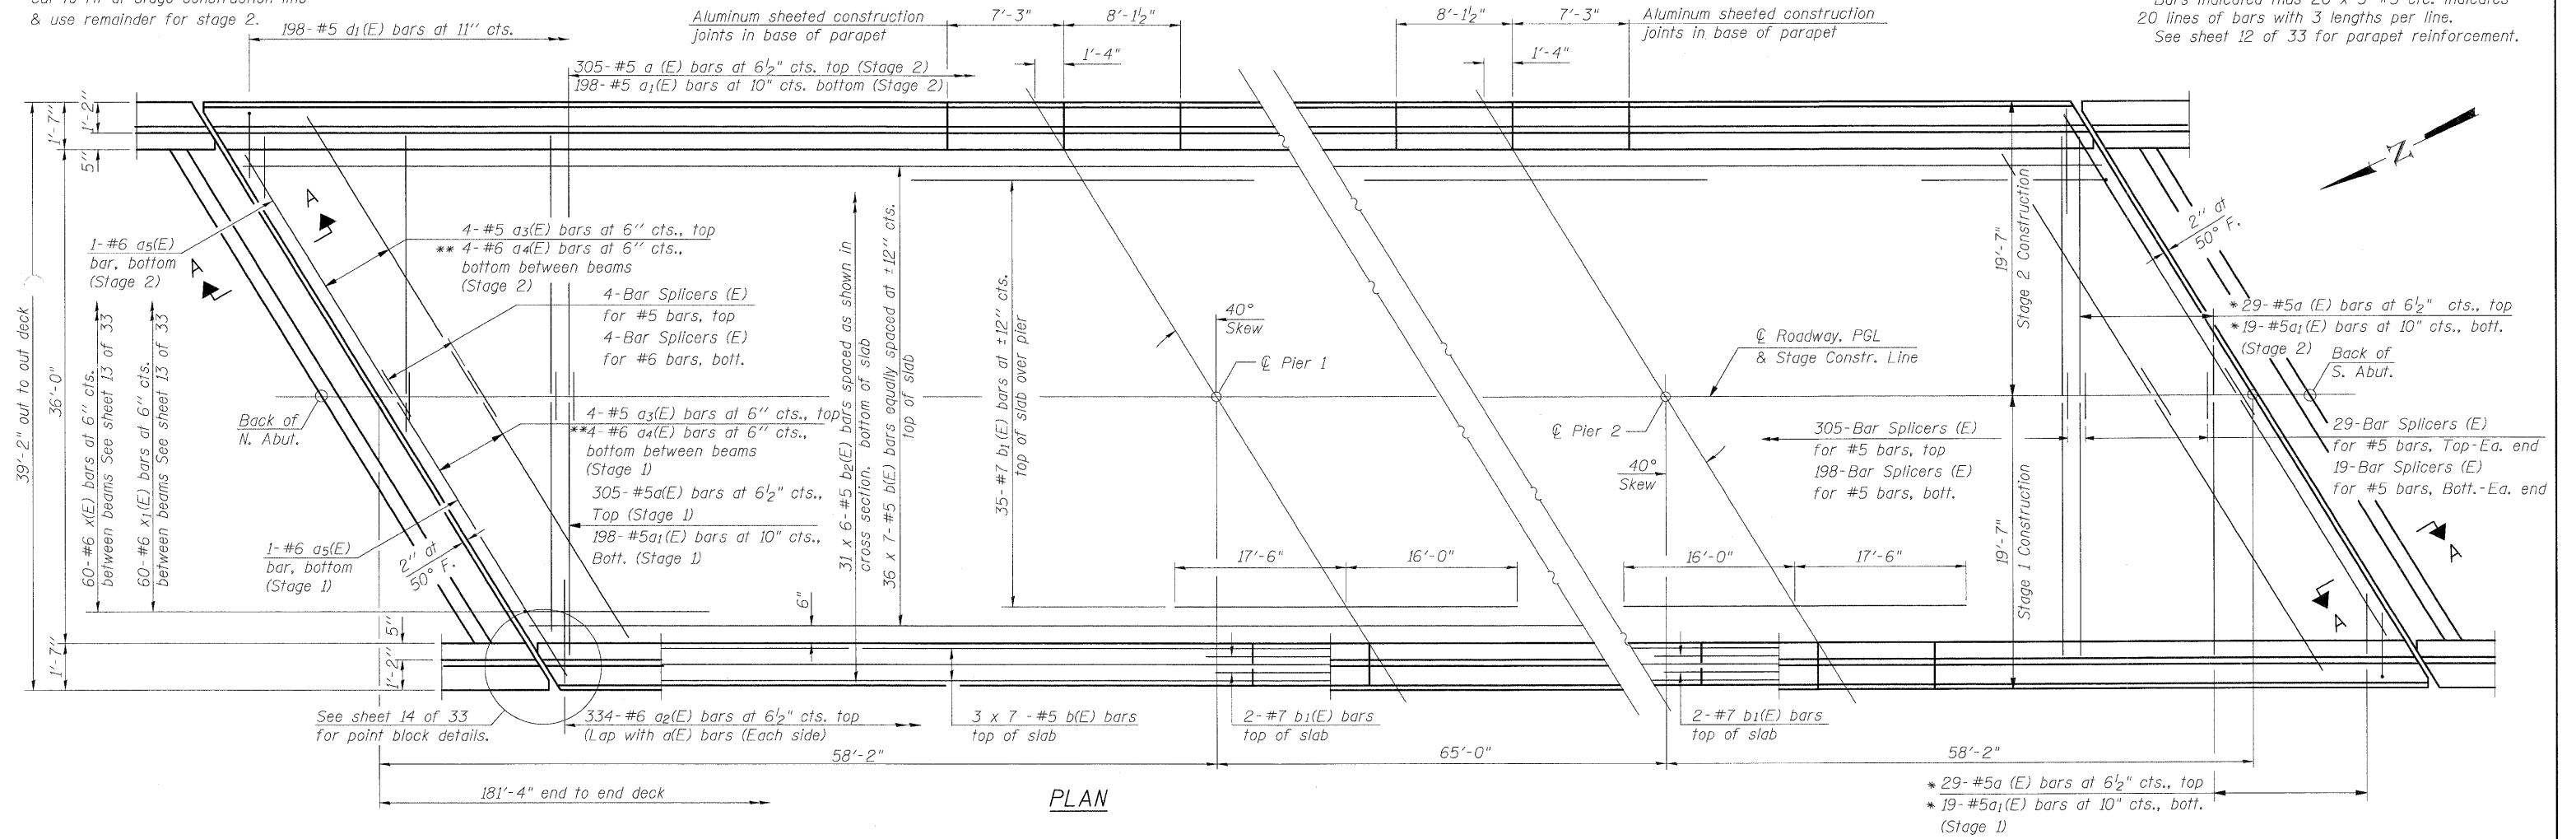 & use remainder for stage 2.
198-#5 d1(E) bars at 11" cts.
Aluminum sheeted construction
joints in base of parapet
7'-3"
8'-1½"
1'-4"
305-#5 a (E) bars at 6½" cts. top (Stage 2)
198-#5 a1(E) bars at 10" cts. bottom (Stage 2)
8'-1½"
7'-3"
1'-4"
Aluminum sheeted construction
joints in base of parapet
Bars indicated thus 20 x 3-#5 etc. indicates
20 lines of bars with 3 lengths per line.
See sheet 12 of 33 for parapet reinforcement.
1'-7"
1'-2"
5"
39'-2" out to out deck
36'-0"
N
A
A
1-#6 a5(E)
bar, bottom
(Stage 2)
4-#5 a3(E) bars at 6" cts., top
** 4-#6 a4(E) bars at 6" cts.,
bottom between beams
(Stage 2)
4-Bar Splicers (E)
for #5 bars, top
4-Bar Splicers (E)
for #6 bars, bott.
60-#6 x(E) bars at 6" cts.
between beams See sheet 13 of 33
60-#6 x1(E) bars at 6" cts.
between beams See sheet 13 of 33
Back of
N. Abut.
4-#5 a3(E) bars at 6" cts., top
**4-#6 a4(E) bars at 6" cts.,
bottom between beams
(Stage 1)
305-#5a(E) bars at 6½" cts.,
Top (Stage 1)
198-#5a1(E) bars at 10" cts.,
Bott. (Stage 1)
1-#6 a5(E)
bar, bottom
(Stage 1)
2" at
50° F.
31 x 6-#5 b2(E) bars spaced as shown in
cross section. bottom of slab
36 x 7-#5 b(E) bars equally spaced at ±12" cts.
top of slab
35-#7 b1(E) bars at ±12" cts.
top of slab over pier
40°
Skew
℄ Pier 1
℄ Pier 2
40°
Skew
℄ Roadway, PGL
& Stage Constr. Line
19'-7"
Stage 2 Construction
19'-7"
Stage 1 Construction
2" at
50° F.
*29-#5a (E) bars at 6½" cts., top
*19-#5a1(E) bars at 10" cts., bott.
(Stage 2)
Back of
S. Abut.
305-Bar Splicers (E)
for #5 bars, top
198-Bar Splicers (E)
for #5 bars, bott.
29-Bar Splicers (E)
for #5 bars, Top-Ea. end
19-Bar Splicers (E)
for #5 bars, Bott.-Ea. end
A
A
17'-6"
16'-0"
16'-0"
17'-6"
6"
5"
1'-7"
1'-2"
See sheet 14 of 33
for point block details.
334-#6 a2(E) bars at 6½" cts. top
(Lap with a(E) bars (Each side)
3 x 7 -#5 b(E) bars
top of slab
2-#7 b1(E) bars
top of slab
2-#7 b1(E) bars
top of slab
58'-2"
65'-0"
58'-2"
181'-4" end to end deck
PLAN
* 29-#5a (E) bars at 6½" cts., top
* 19-#5a1(E) bars at 10" cts., bott.
(Stage 1)